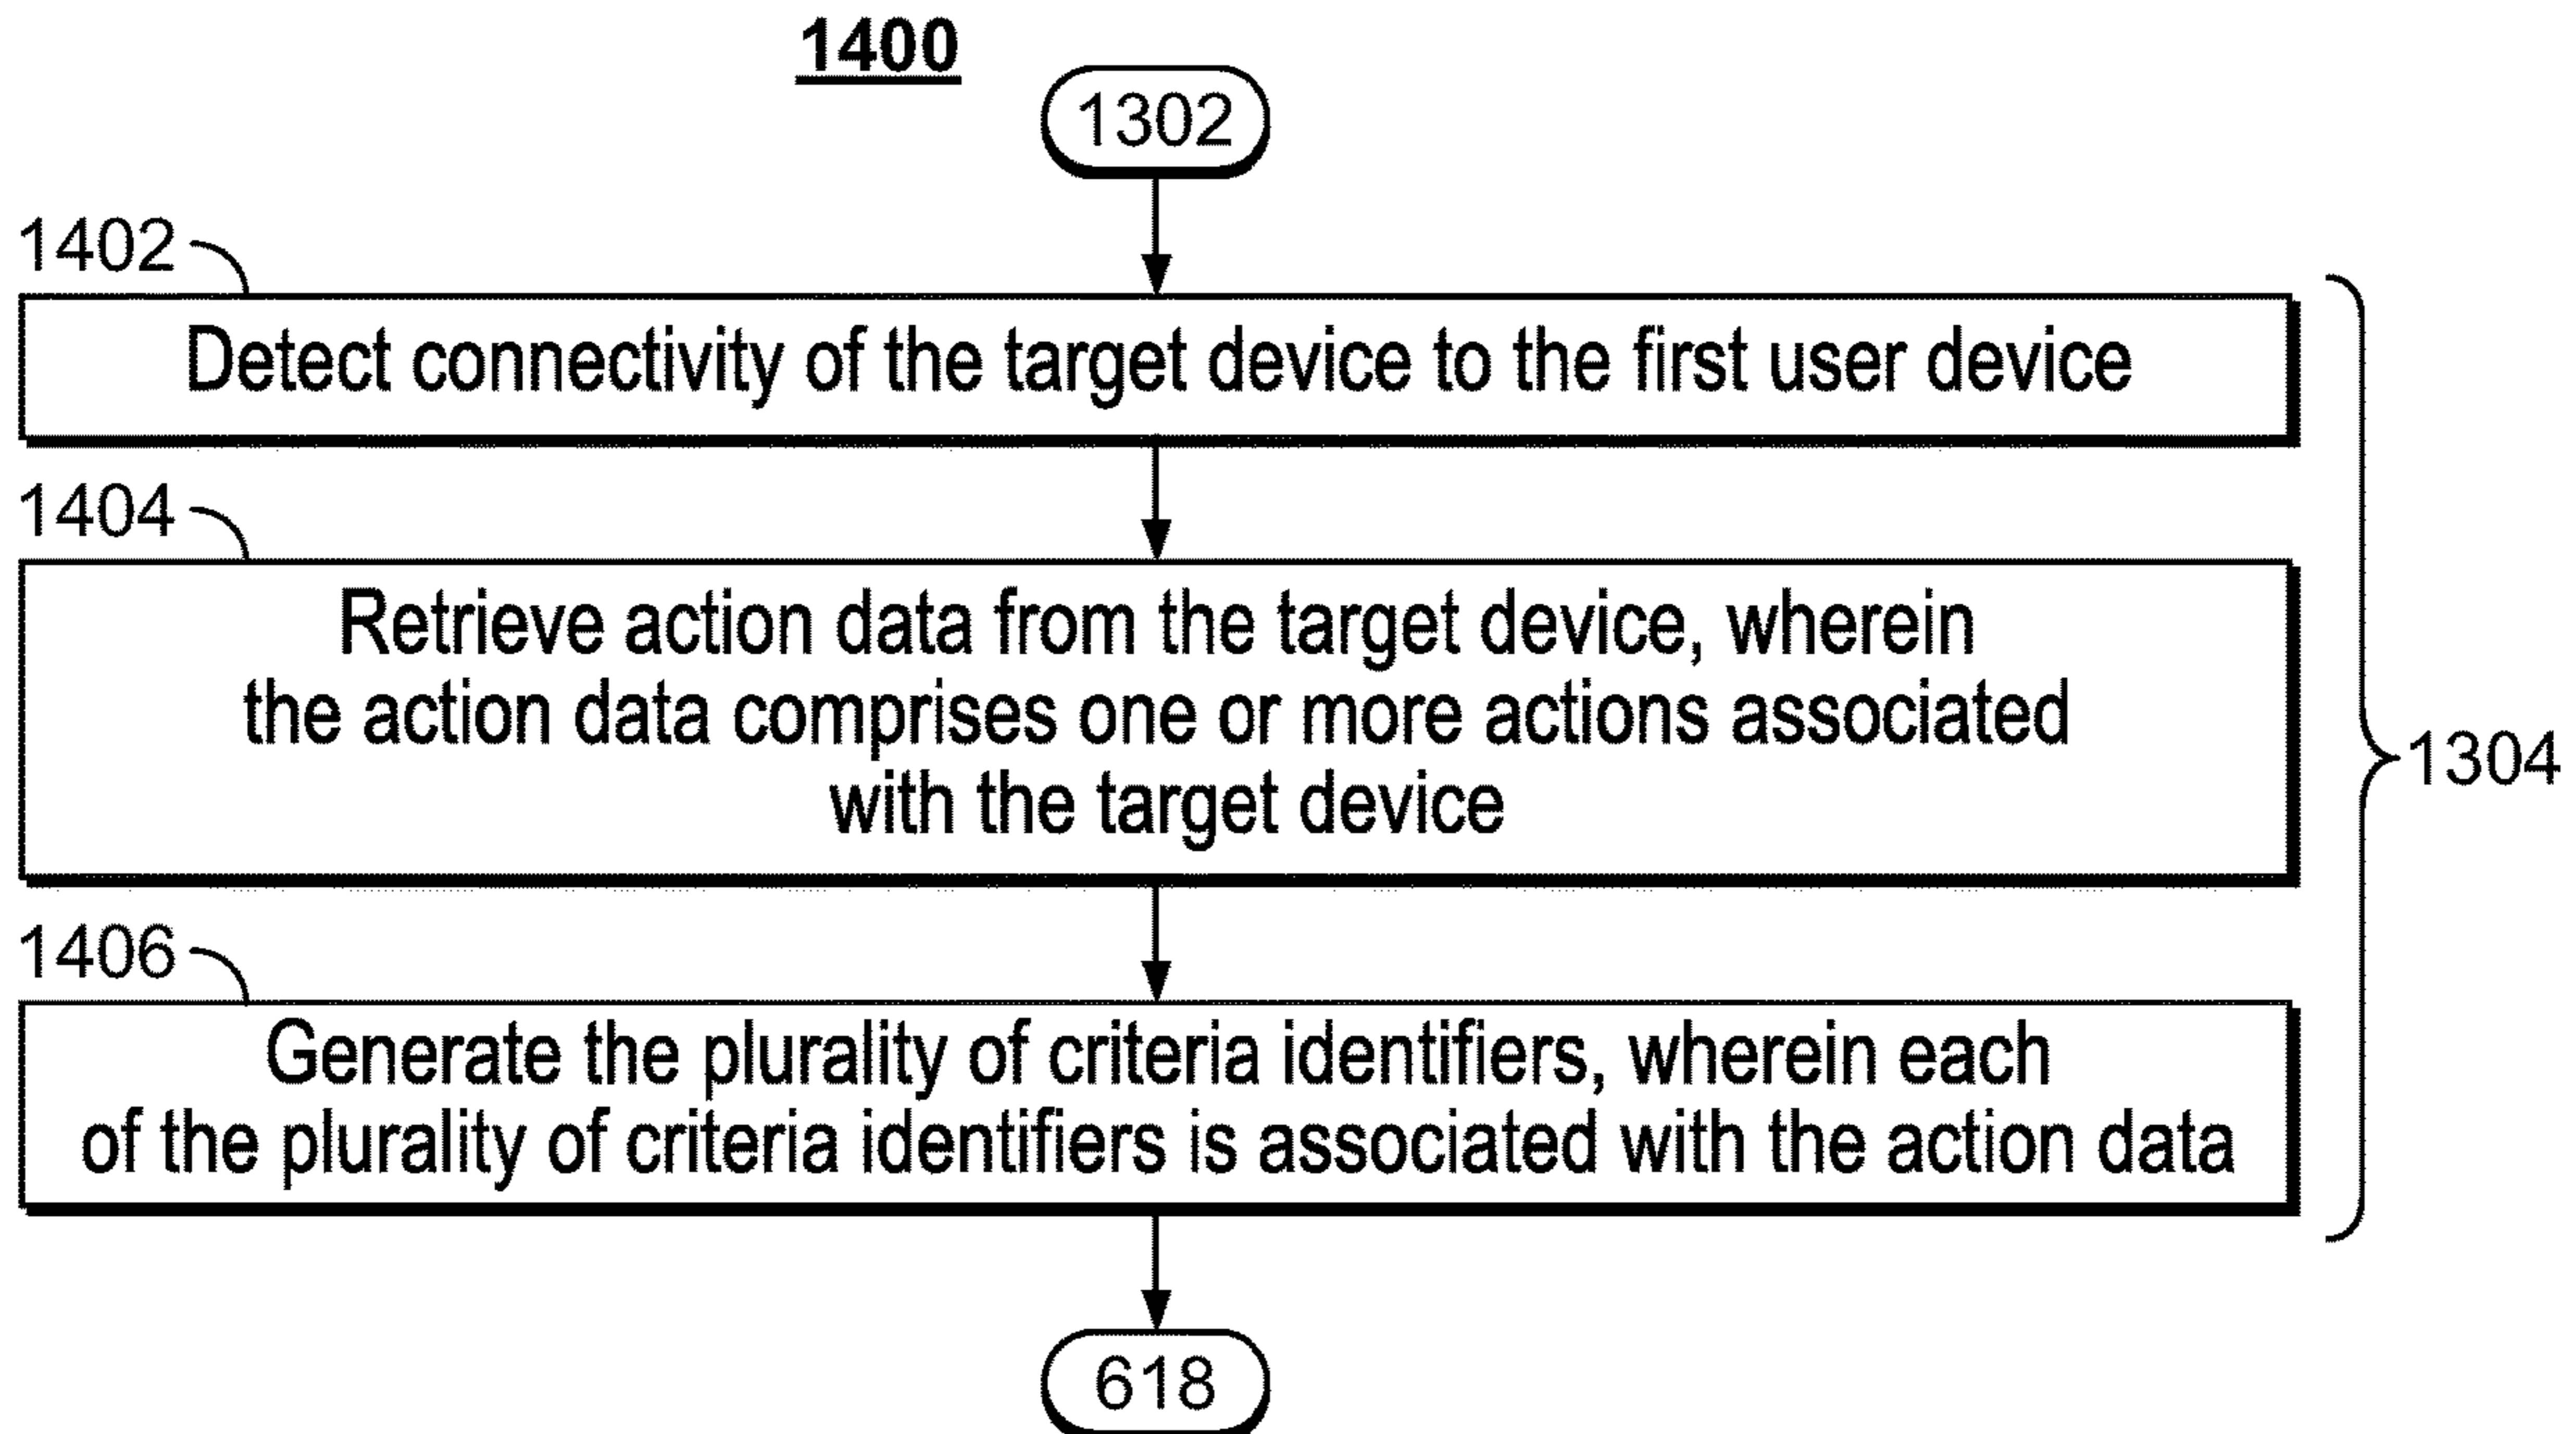 1400
1302
1402
Detect connectivity of the target device to the first user device
1404
Retrieve action data from the target device, wherein
the action data comprises one or more actions associated
with the target device
1304
1406
Generate the plurality of criteria identifiers, wherein each
of the plurality of criteria identifiers is associated with the action data
618